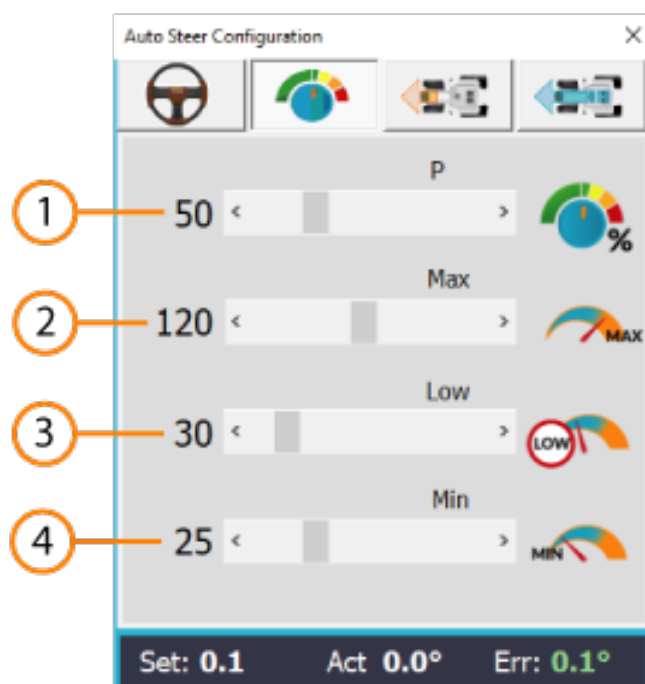 Auto Steer Configuration
P
1 50 %
Max
2 120 MAX
Low
3 30 LOW
Min
4 25 MIN
Set: 0.1 Act 0.0° Err: 0.1°